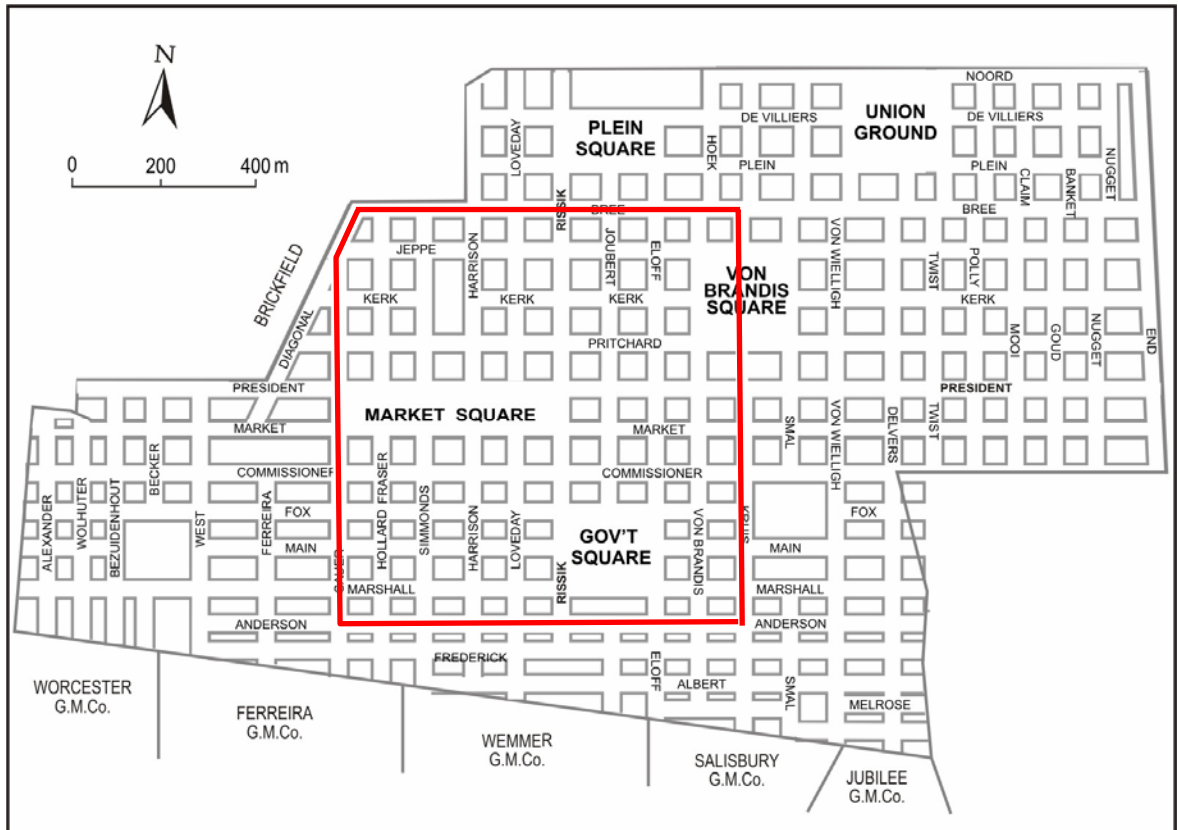 N
0 200 400 m
NOORD
DE VILLIERS
UNION
GROUND
DE VILLIERS
PLEIN
SQUARE
LOVEDAY
HOEK
PLEIN
PLEIN
CLAIM
BANKET
NUGGET
RISSIK
BREE
BREE
BRICKFIELD
DIAGONAL
JEPPE
HARRISON
JOUBERT
ELOFF
VON
BRANDIS
SQUARE
VON WIELLIGH
TWIST
POLLY
KERK
KERK
KERK
KERK
PRITCHARD
MOOI
GOUD
NUGGET
END
PRESIDENT
PRESIDENT
MARKET SQUARE
MARKET
MARKET
SMAL
VON WIELLIGH
DELVERS
TWIST
COMMISSIONER
COMMISSIONER
ALEXANDER
WOLHUTER
BEZUIDENHOUT
BECKER
WEST
FERREIRA
FOX
MAIN
SAUER
HOLLARD
FRASER
SIMMONDS
HARRISON
LOVEDAY
RISSIK
GOV'T
SQUARE
VON BRANDIS
KRUIS
FOX
MAIN
MARSHALL
MARSHALL
ANDERSON
ANDERSON
FREDERICK
ELOFF
ALBERT
SMAL
MELROSE
WORCESTER
G.M.Co.
FERREIRA
G.M.Co.
WEMMER
G.M.Co.
SALISBURY
G.M.Co.
JUBILEE
G.M.Co.